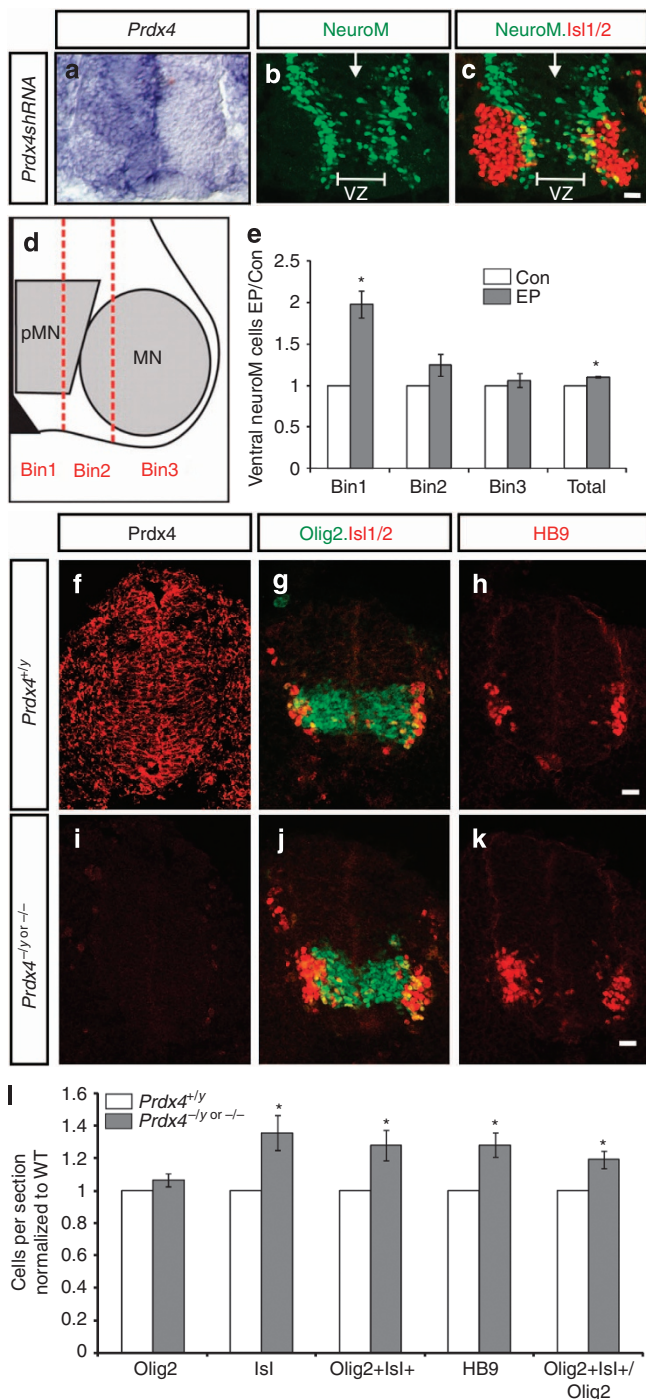 Prdx4
NeuroM
NeuroM.Isl1/2
Prdx4shRNA
a
b
c
VZ
VZ
d
pMN
MN
Bin1
Bin2
Bin3
e
Ventral neuroM cells EP/Con
2.5
2
1.5
1
0.5
0
Con
EP
*
*
Bin1
Bin2
Bin3
Total
Prdx4
Olig2.Isl1/2
HB9
Prdx4+/y
f
g
h
Prdx4–/y or –/–
i
j
k
l
Cells per section
normalized to WT
1.6
1.4
1.2
1
0.8
0.6
0.4
0.2
0
Prdx4+/y
Prdx4–/y or –/–
*
*
*
*
Olig2
Isl
Olig2+Isl+
HB9
Olig2+Isl+/
Olig2